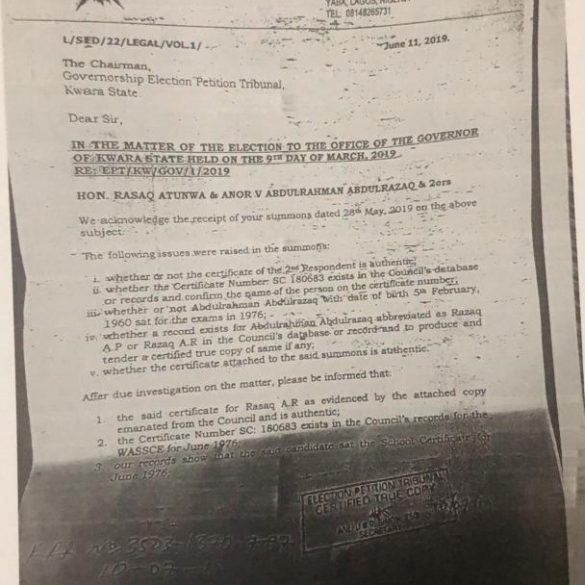 YABA, LAGOS,
TEL: 08148265731
L/SED/22/LEGAL/VOL.1/
June 11, 2019.
The Chairman,
Governorship Election Petition Tribunal,
Kwara State
Dear Sir,
IN THE MATTER OF THE ELECTION TO THE OFFICE OF THE GOVERNOR
OF KWARA STATE HELD ON THE 9TH DAY OF MARCH, 2019
RE: EPT/KW/GOV/1/2019
HON. RASAQ ATUNWA & ANOR V ABDULRAHMAN ABDULRAZAQ & 2ors
We acknowledge the receipt of your summons dated 28th May, 2019 on the above
subject.
The following issues were raised in the summons:
i. whether or not the certificate of the 2nd Respondent is authentic;
ii. whether the Certificate Number SC 180683 exists in the Council's database
or records and confirm the name of the person on the certificate number,
iii. whether or not Abdulrahman Abdulrazaq with date of birth 5th February,
1960 sat for the exams in 1976;
iv. whether a record exists for Abdulrahman Abdulrazaq abbreviated as Razaq
A.P or Razaq A.R in the Council's database or record and to produce and
tender a certified true copy of same if any;
v. whether the certificate attached to the said summons is authentic.
After due investigation on the matter, please be informed that:
1. the said certificate for Rasaq A.R as evidenced by the attached copy
emanated from the Council and is authentic;
2. the Certificate Number SC: 180683 exists in the Council's records for the
WASSCE for June 1976;
3. our records show that the said candidate sat the School Certificate for
June 1976;
ELECTION PETITION TRIBUNAL
CERTIFIED TRUE COPY